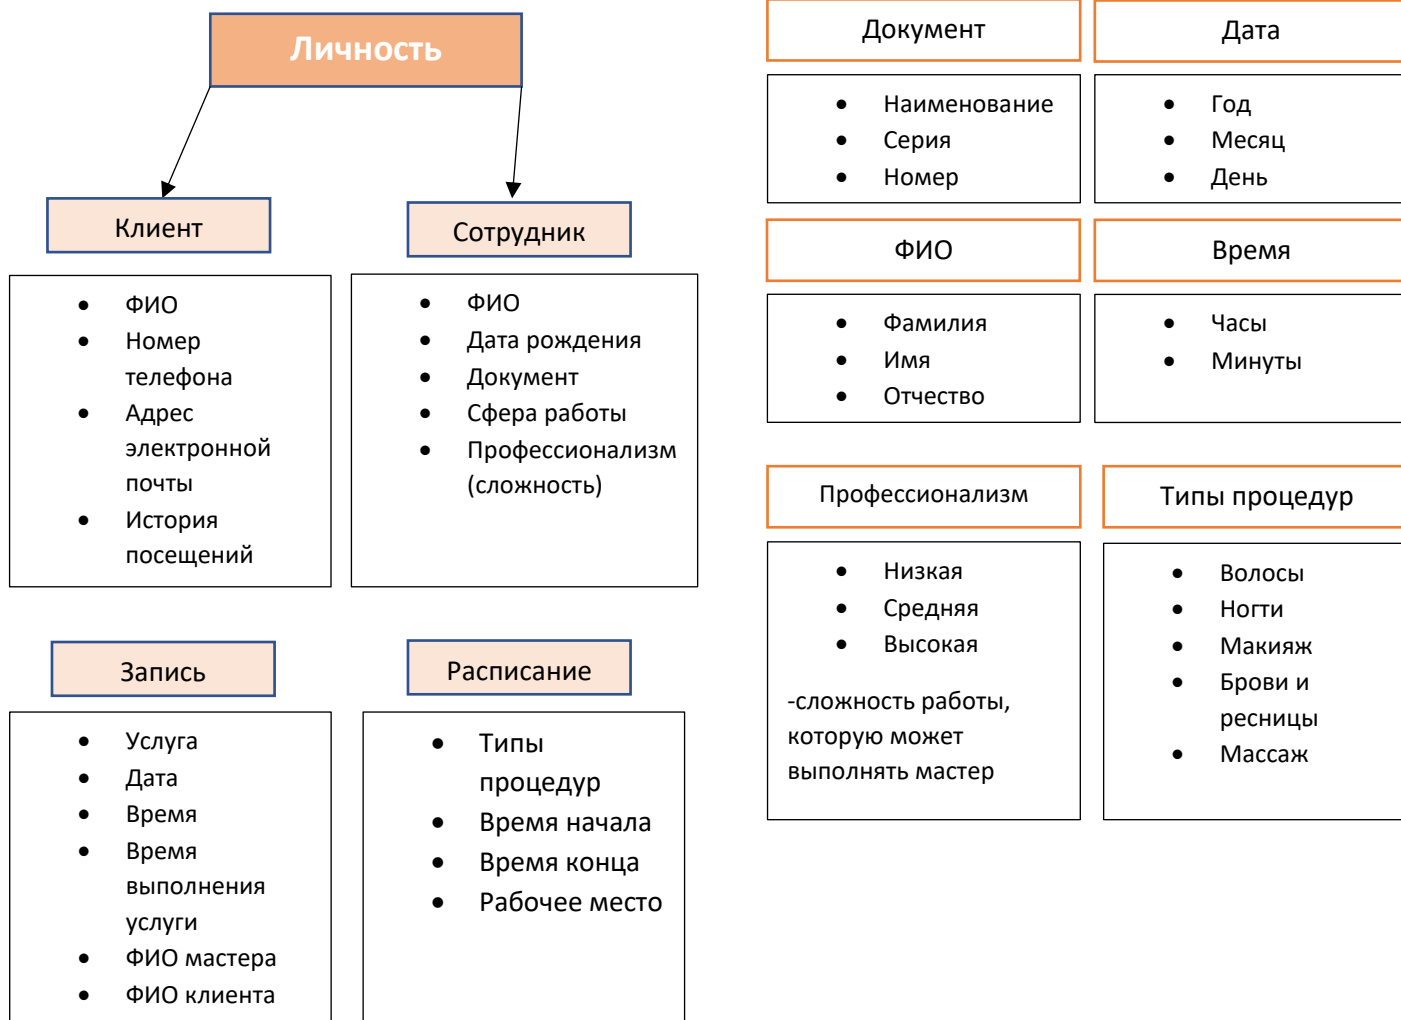 Личность
Клиент
• ФИО
• Номер
телефона
• Адрес
электронной
почты
• История
посещений
Сотрудник
• ФИО
• Дата рождения
• Документ
• Сфера работы
• Профессионализм
(сложность)
Запись
• Услуга
• Дата
• Время
• Время
выполнения
услуги
• ФИО мастера
• ФИО клиента
Расписание
• Типы
процедур
• Время начала
• Время конца
• Рабочее место
Документ
• Наименование
• Серия
• Номер
Дата
• Год
• Месяц
• День
ФИО
• Фамилия
• Имя
• Отчество
Время
• Часы
• Минуты
Профессионализм
• Низкая
• Средняя
• Высокая
-сложность работы,
которую может
выполнять мастер
Типы процедур
• Волосы
• Ногти
• Макияж
• Брови и
ресницы
• Массаж